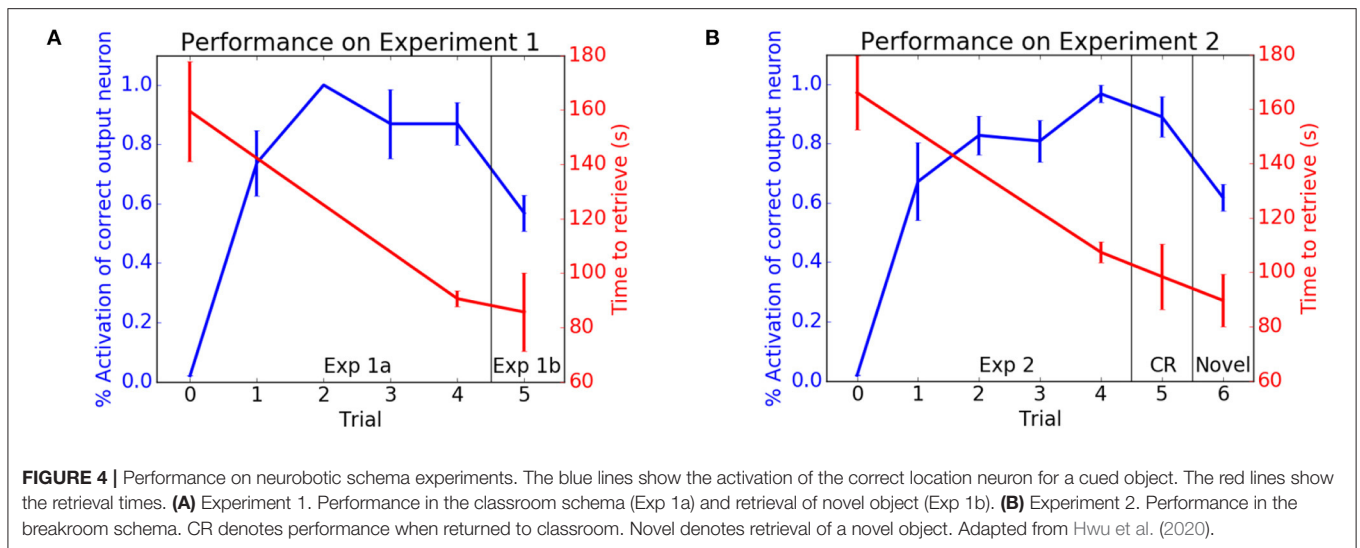 A
Performance on Experiment 1
% Activation of correct output neuron
1.0
0.8
0.6
0.4
0.2
0.0
180
160
140
120
100
80
60
Time to retrieve (s)
Exp 1a
Exp 1b
0 1 2 3 4 5
Trial
B
Performance on Experiment 2
% Activation of correct output neuron
1.0
0.8
0.6
0.4
0.2
0.0
180
160
140
120
100
80
60
Time to retrieve (s)
Exp 2
CR
Novel
0 1 2 3 4 5 6
Trial
FIGURE 4 | Performance on neurobotic schema experiments. The blue lines show the activation of the correct location neuron for a cued object. The red lines show
the retrieval times. (A) Experiment 1. Performance in the classroom schema (Exp 1a) and retrieval of novel object (Exp 1b). (B) Experiment 2. Performance in the
breakroom schema. CR denotes performance when returned to classroom. Novel denotes retrieval of a novel object. Adapted from Hwu et al. (2020).